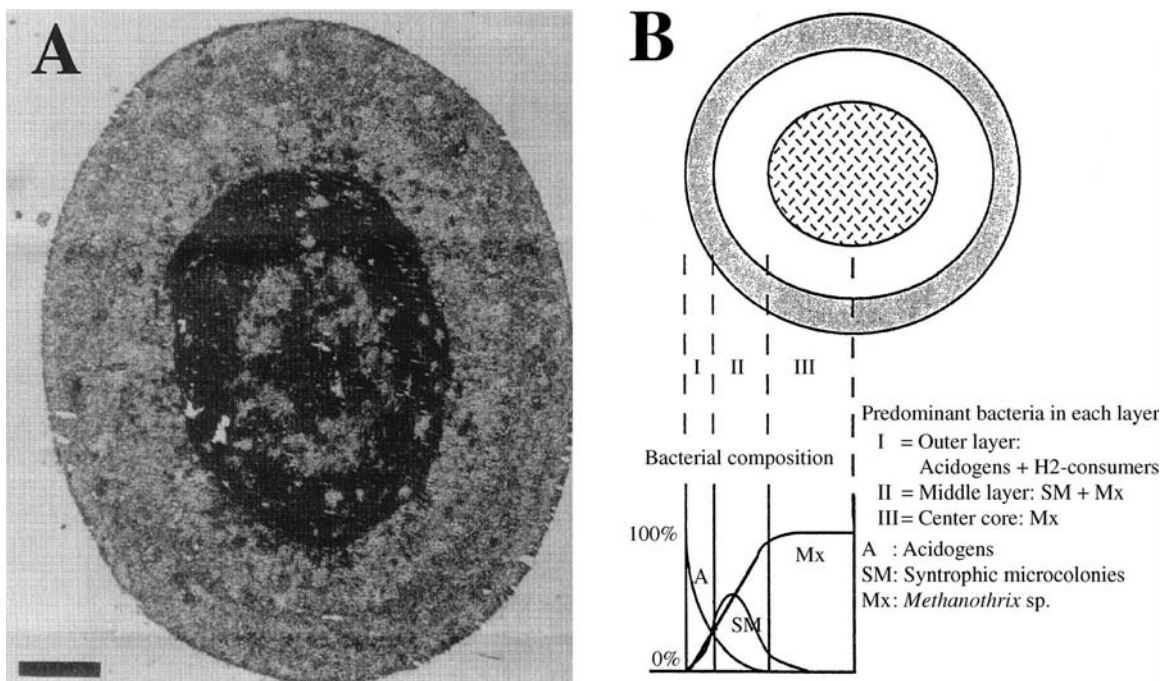 A
B
I II III
Predominant bacteria in each layer
I = Outer layer:
Acidogens + H2-consumers
II = Middle layer: SM + Mx
III = Center core: Mx
Bacterial composition
100%
A
Mx
SM
0%
A : Acidogens
SM: Syntrophic microcolonies
Mx: Methanothrix sp.